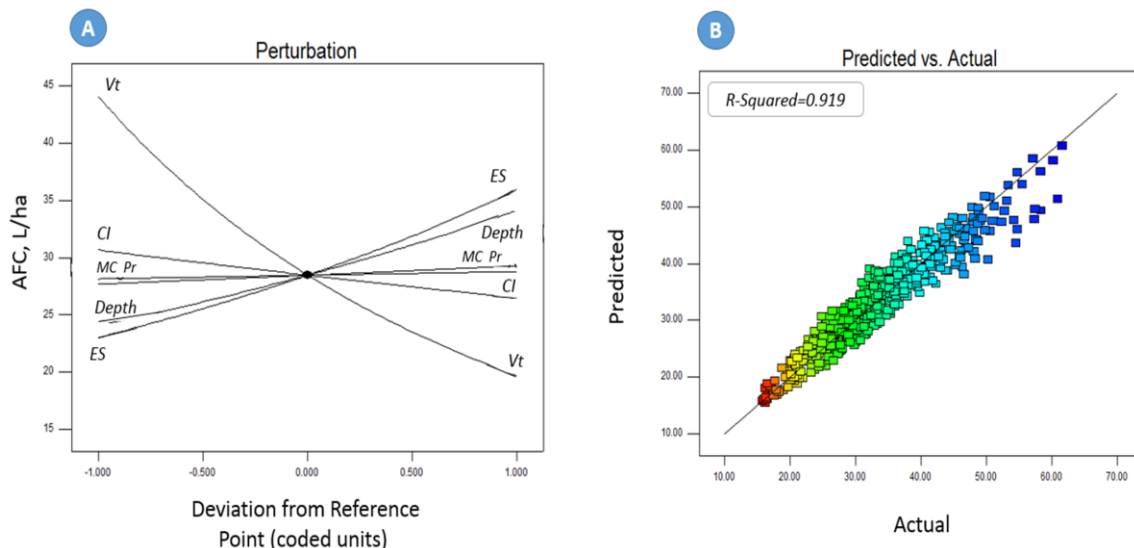 A
Perturbation
AFC, L/ha
45
40
35
30
25
20
15
Vt
CI
MC Pr
Depth
ES
ES
Depth
MC Pr
CI
Vt
-1.000 -0.500 0.000 0.500 1.000
Deviation from Reference
Point (coded units)
B
Predicted vs. Actual
R-Squared=0.919
Predicted
70.00
60.00
50.00
40.00
30.00
20.00
10.00
10.00 20.00 30.00 40.00 50.00 60.00 70.00
Actual